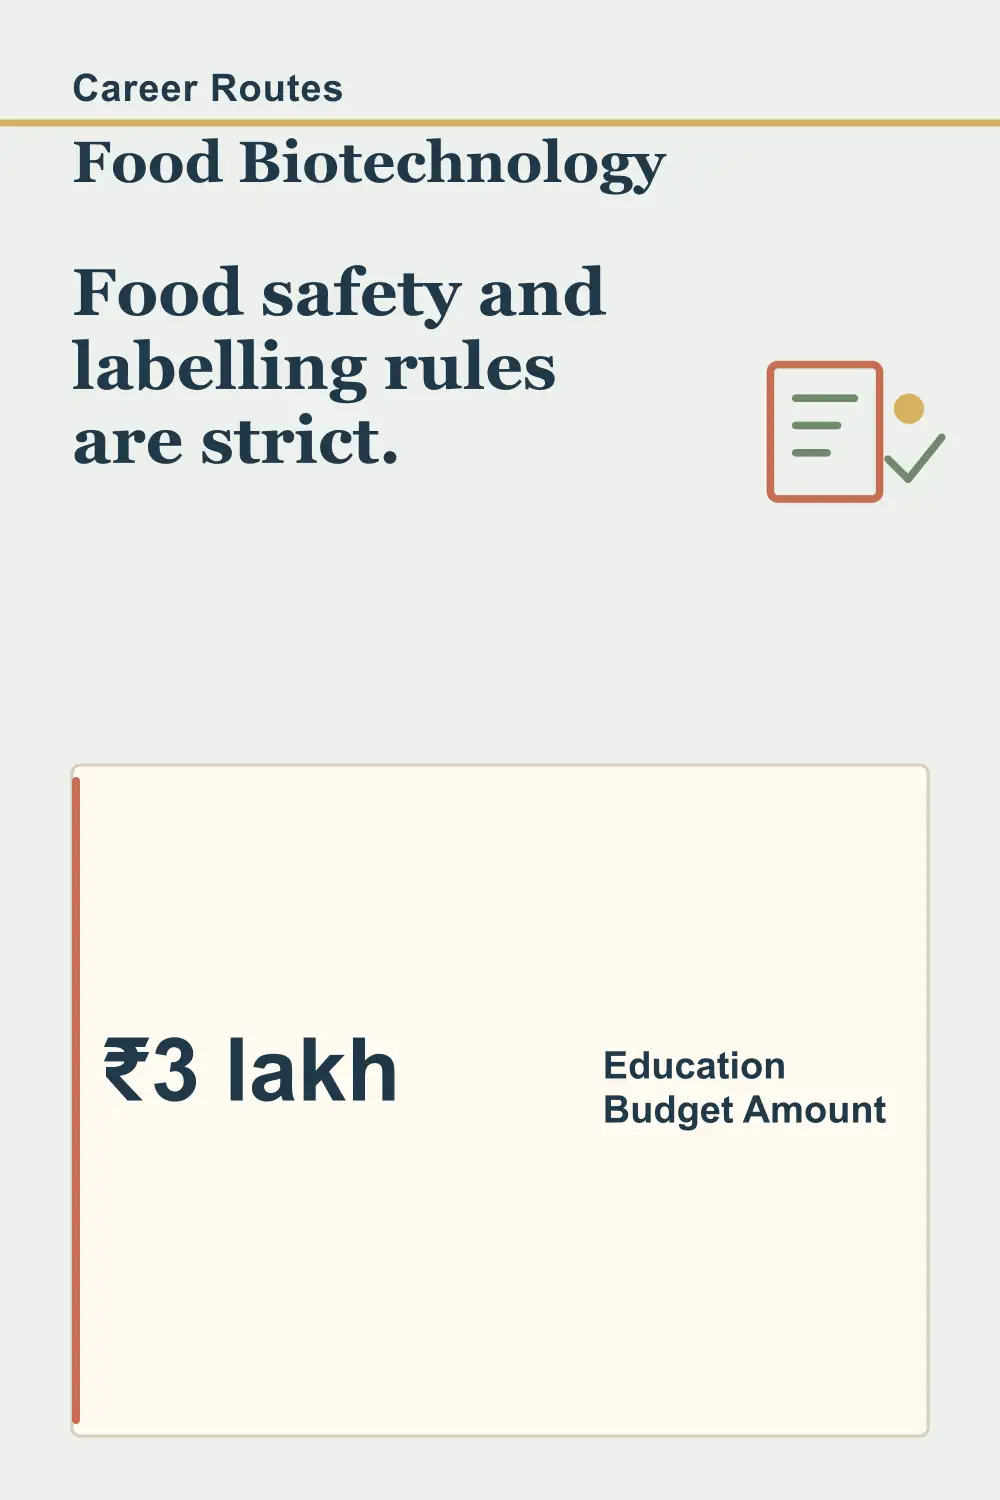 Career Routes
Food Biotechnology
Food safety and
labelling rules
are strict.
₹3 lakh
Education
Budget Amount